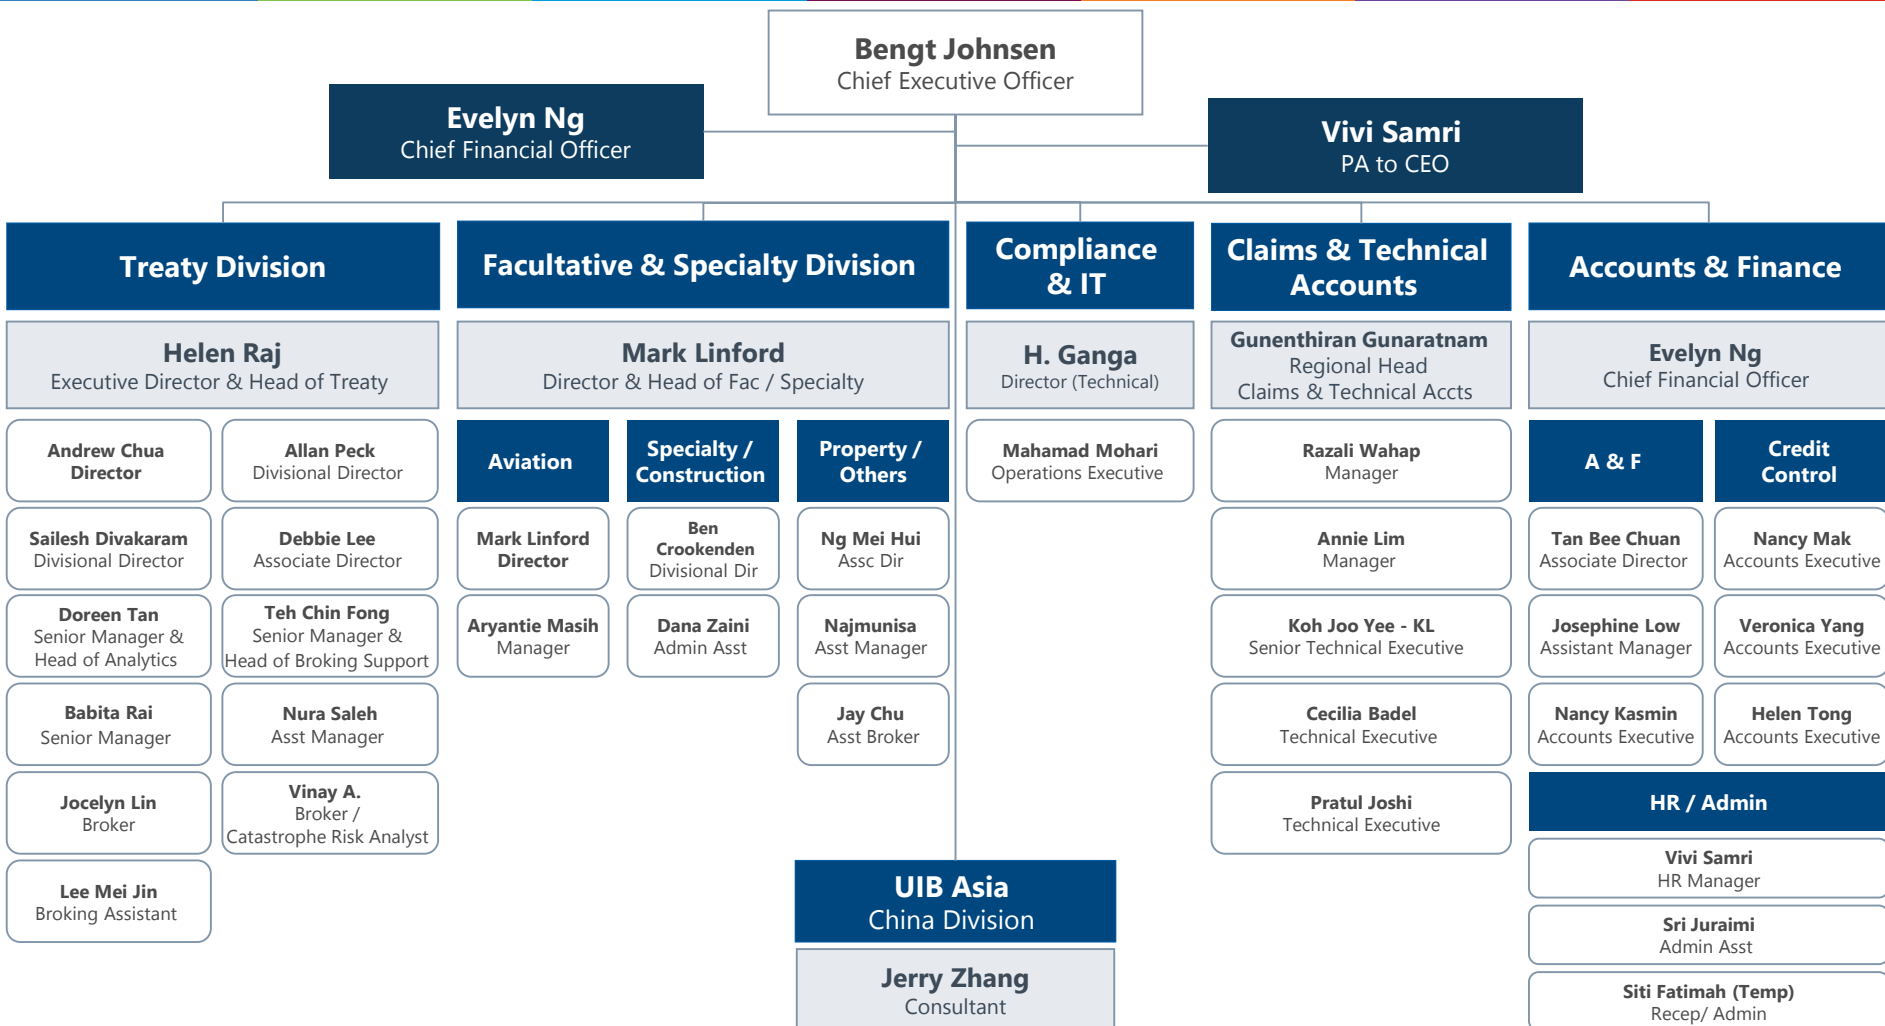 Bengt Johnsen
Chief Executive Officer
Evelyn Ng
Chief Financial Officer
Vivi Samri
PA to CEO
Treaty Division
Helen Raj
Executive Director & Head of Treaty
Andrew Chua
Director
Allan Peck
Divisional Director
Sailesh Divakaram
Divisional Director
Debbie Lee
Associate Director
Doreen Tan
Senior Manager &
Head of Analytics
Teh Chin Fong
Senior Manager &
Head of Broking Support
Babita Rai
Senior Manager
Nura Saleh
Asst Manager
Jocelyn Lin
Broker
Vinay A.
Broker /
Catastrophe Risk Analyst
Lee Mei Jin
Broking Assistant
Facultative & Specialty Division
Mark Linford
Director & Head of Fac / Specialty
Aviation
Mark Linford
Director
Aryantie Masih
Manager
Specialty /
Construction
Ben
Crookenden
Divisional Dir
Dana Zaini
Admin Asst
Property /
Others
Ng Mei Hui
Assc Dir
Najmunisa
Asst Manager
Jay Chu
Asst Broker
Compliance
& IT
H. Ganga
Director (Technical)
Mahamad Mohari
Operations Executive
Claims & Technical
Accounts
Gunenthiran Gunaratnam
Regional Head
Claims & Technical Accts
Razali Wahap
Manager
Annie Lim
Manager
Koh Joo Yee - KL
Senior Technical Executive
Cecilia Badel
Technical Executive
Pratul Joshi
Technical Executive
Accounts & Finance
Evelyn Ng
Chief Financial Officer
A & F
Tan Bee Chuan
Associate Director
Josephine Low
Assistant Manager
Nancy Kasmin
Accounts Executive
Credit
Control
Nancy Mak
Accounts Executive
Veronica Yang
Accounts Executive
Helen Tong
Accounts Executive
HR / Admin
Vivi Samri
HR Manager
Sri Juraimi
Admin Asst
Siti Fatimah (Temp)
Recep/ Admin
UIB Asia
China Division
Jerry Zhang
Consultant